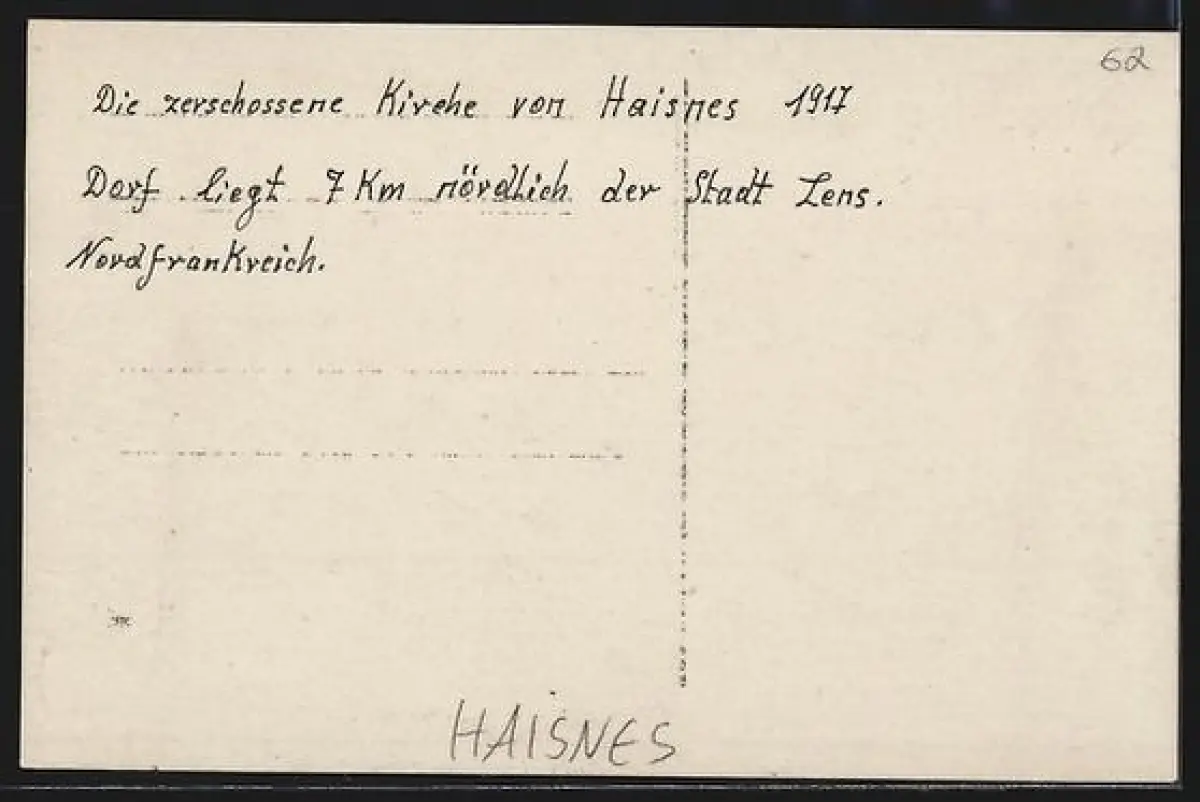 62
Die zerschossene Kirche von Haisnes 1917
Dorf liegt 7 Km nördlich der Stadt Lens.
Nordfrankreich.
HAISNES